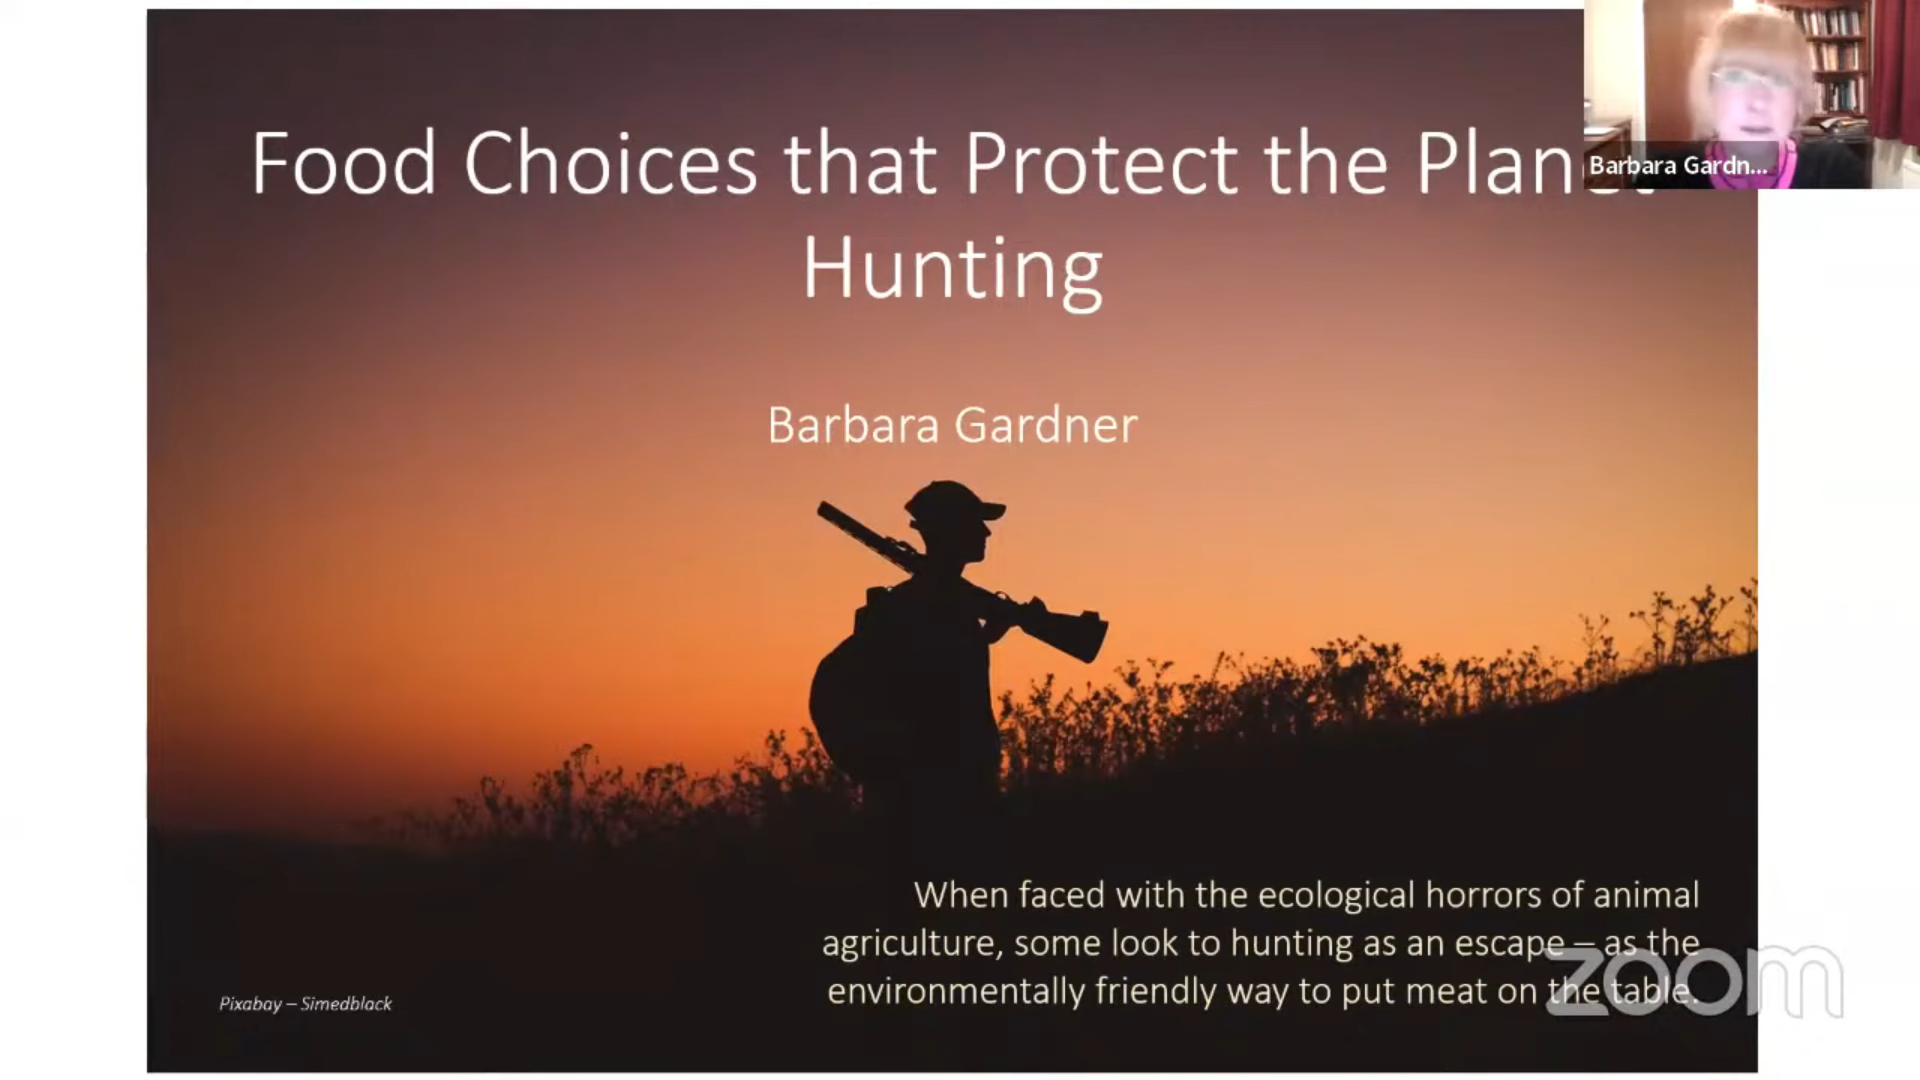 Food Choices that Protect the Planet
Hunting
Barbara Gardn...
Barbara Gardner
When faced with the ecological horrors of animal
agriculture, some look to hunting as an escape – as the
environmentally friendly way to put meat on the table.
Pixabay – Simedblack
zoom